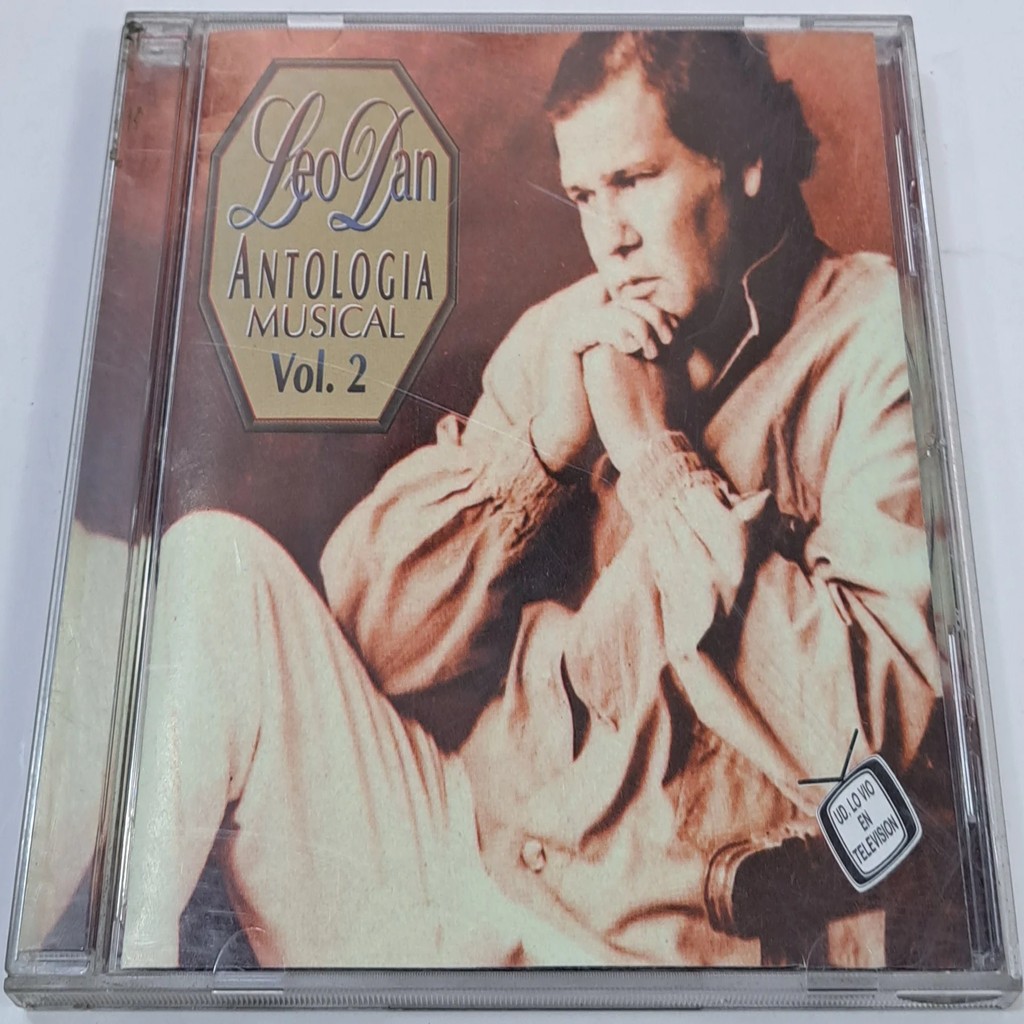 Leo Dan
ANTOLOGIA
MUSICAL
Vol. 2
UD. LO VIO
EN
TELEVISION